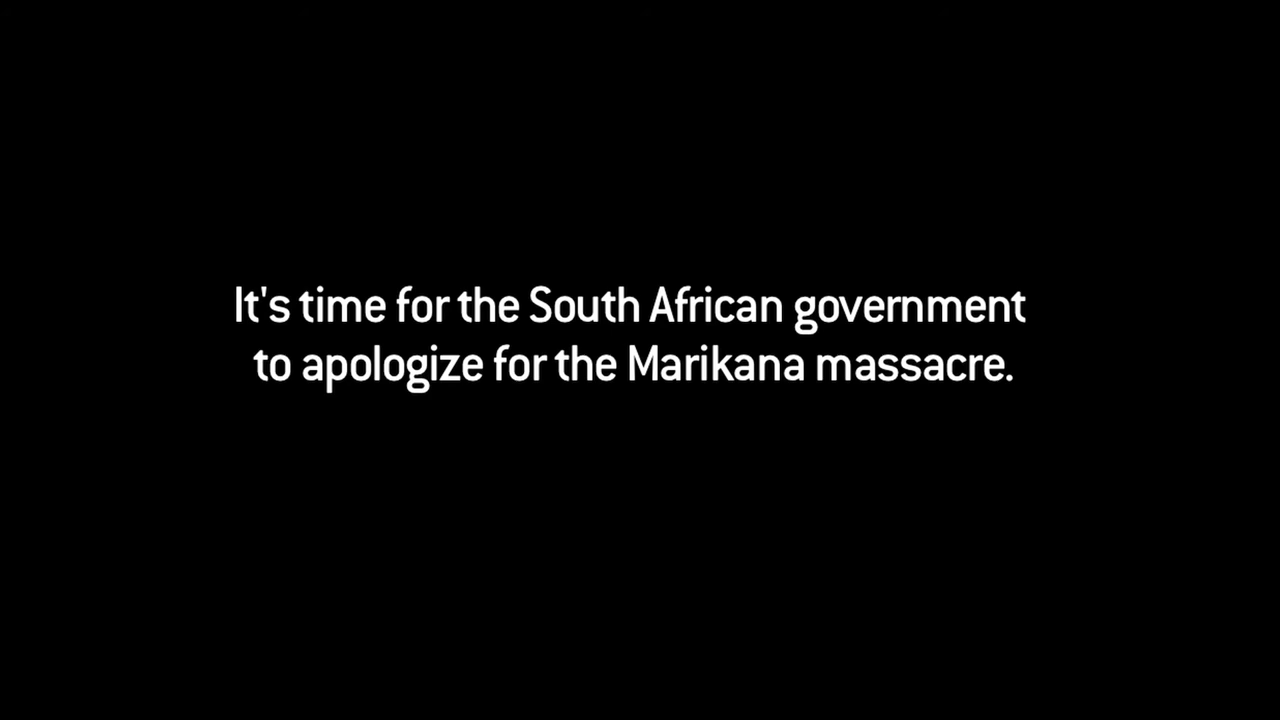 It's time for the South African government
to apologize for the Marikana massacre.